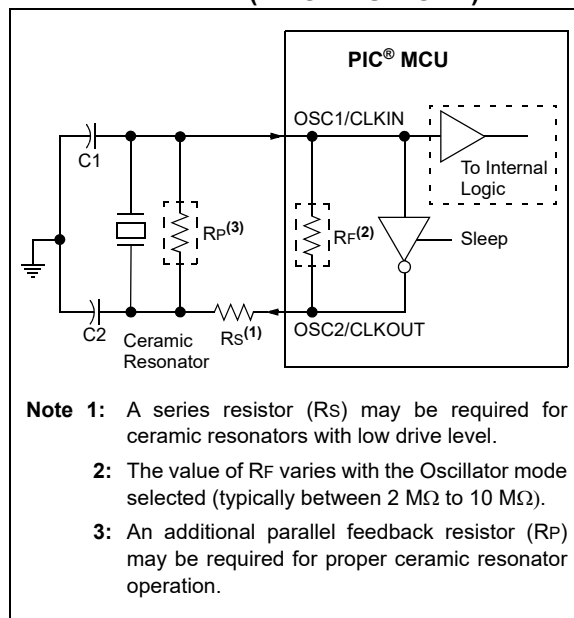 PIC® MCU
OSC1/CLKIN
C1
To Internal
Logic
RP(3)
RF(2)
Sleep
C2
Ceramic
Resonator
RS(1)
OSC2/CLKOUT
Note 1: A series resistor (RS) may be required for
ceramic resonators with low drive level.
2: The value of RF varies with the Oscillator mode
selected (typically between 2 MΩ to 10 MΩ).
3: An additional parallel feedback resistor (RP)
may be required for proper ceramic resonator
operation.